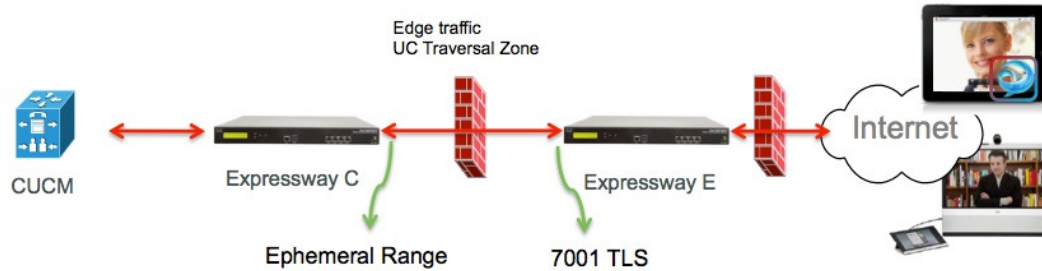 Edge traffic
UC Traversal Zone
Internet
CUCM
Expressway C
Expressway E
Ephemeral Range
7001 TLS